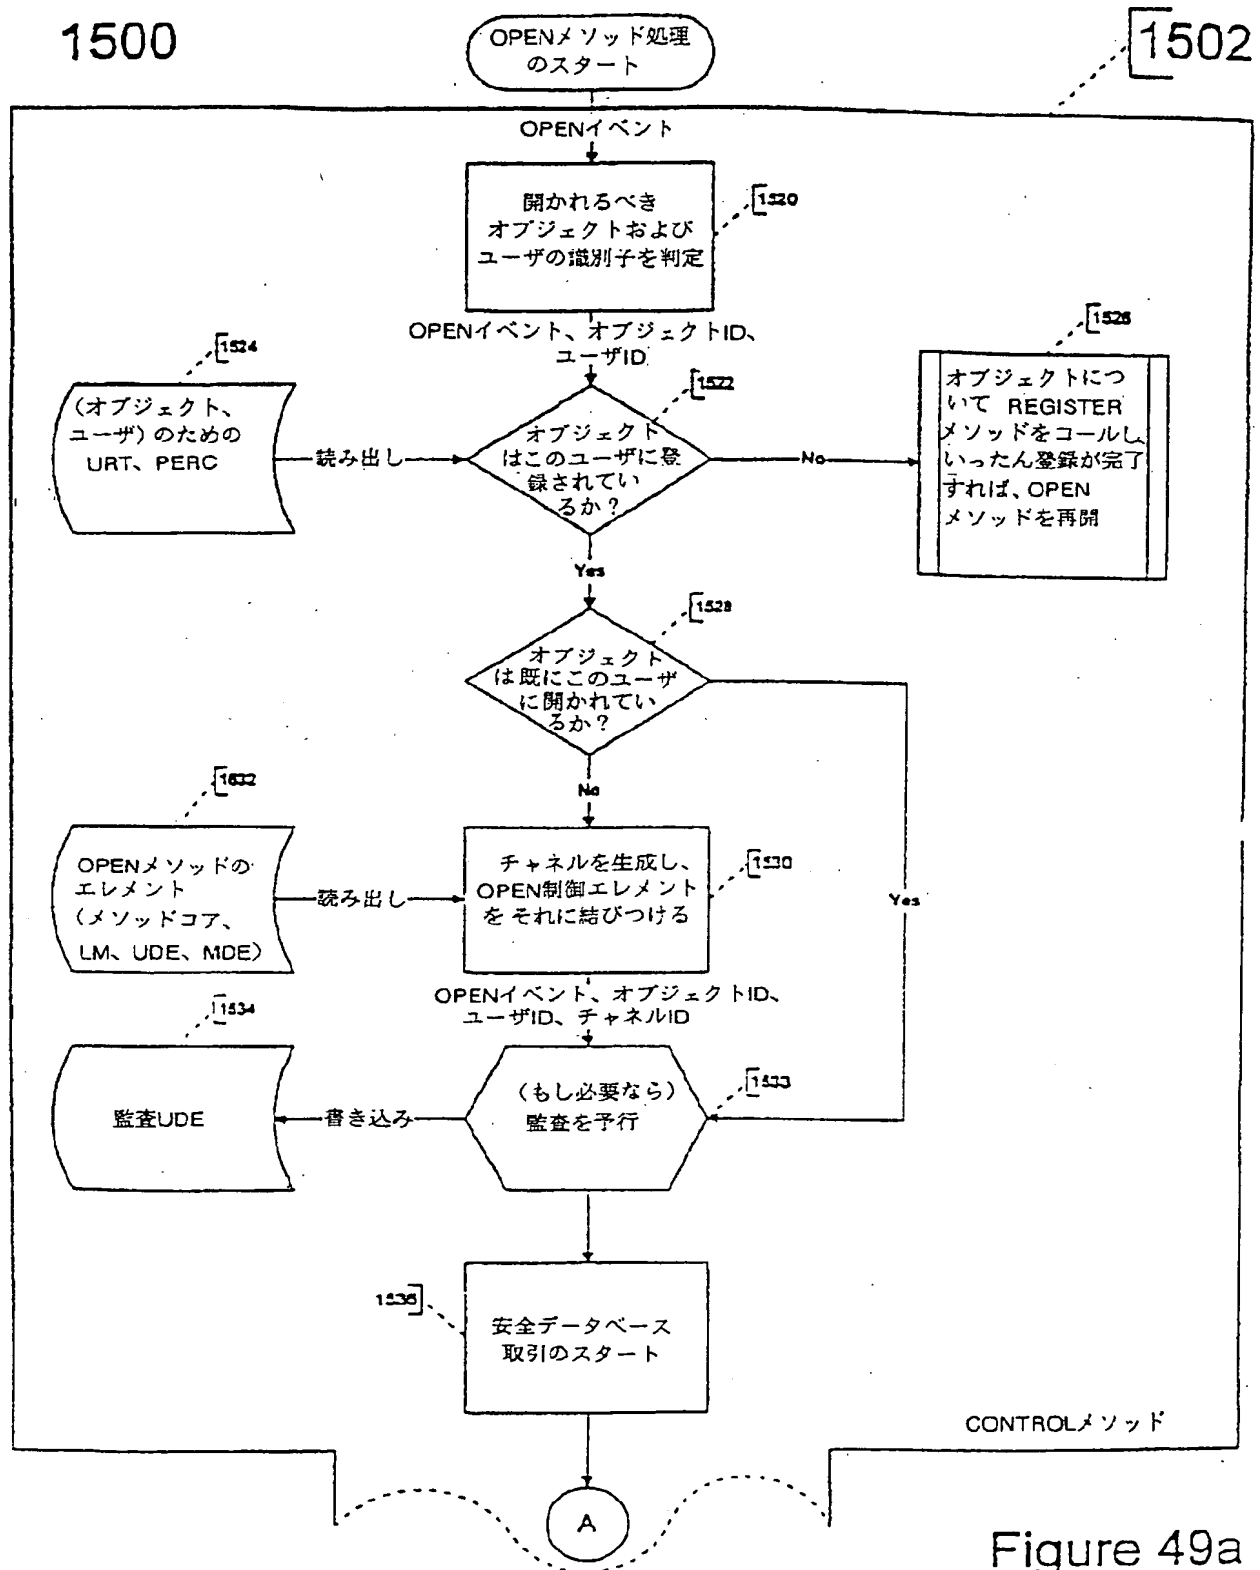 1500
1502
OPENメソッド処理
のスタート
OPENイベント
開かれるべき
オブジェクトおよび
ユーザの識別子を判定
1520
OPENイベント、オブジェクトID、
ユーザID
1524
(オブジェクト、
ユーザ)のための
URT、PERC
読み出し
1522
オブジェクト
はこのユーザに登
録されてい
るか?
No
1526
オブジェクトにつ
いて REGISTER
メソッドをコールし、
いったん登録が完了
すれば、OPEN
メソッドを再開
Yes
1528
オブジェクト
は既にこのユーザ
に開かれてい
るか?
No
Yes
1532
OPENメソッドの
エレメント
(メソッドコア、
LM、UDE、MDE)
読み出し
チャネルを生成し、
OPEN制御エレメント
をそれに結びつける
1530
OPENイベント、オブジェクトID、
ユーザID、チャネルID
1534
監査UDE
書き込み
(もし必要なら)
監査を予行
1533
1536
安全データベース
取引のスタート
CONTROLメソッド
A
Figure 49a